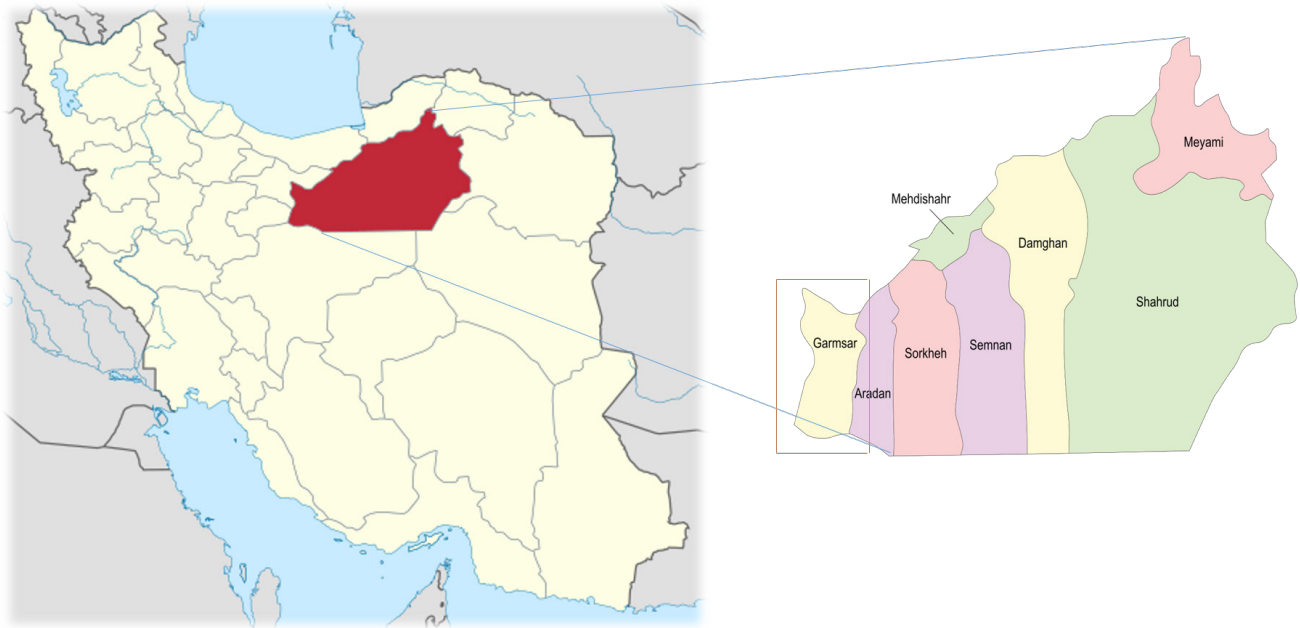 Meyami
Mehdishahr
Damghan
Shahrud
Garmsar
Semnan
Sorkheh
Aradan